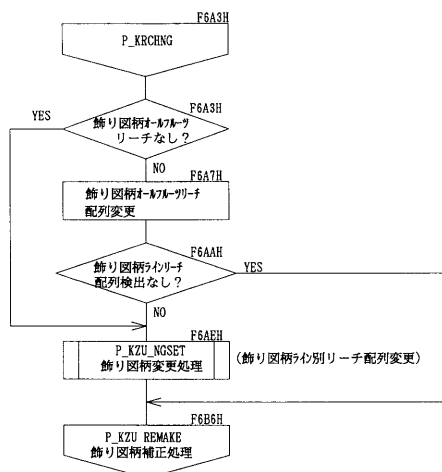 F6A3H
P_KRCHNG
F6A3H
YES
飾り図柄ｵｰﾙﾌﾙｰﾂ
リーチなし？
NO
F6A7H
飾り図柄ｵｰﾙﾌﾙｰﾂリーチ
配列変更
F6AAH
飾り図柄ﾗｲﾝリーチ
配列検出なし？
YES
NO
F6AEH
P_KZU_NGSET
飾り図柄変更処理
(飾り図柄ﾗｲﾝ別リーチ配列変更)
F6B6H
P_KZU REMAKE
飾り図柄補正処理